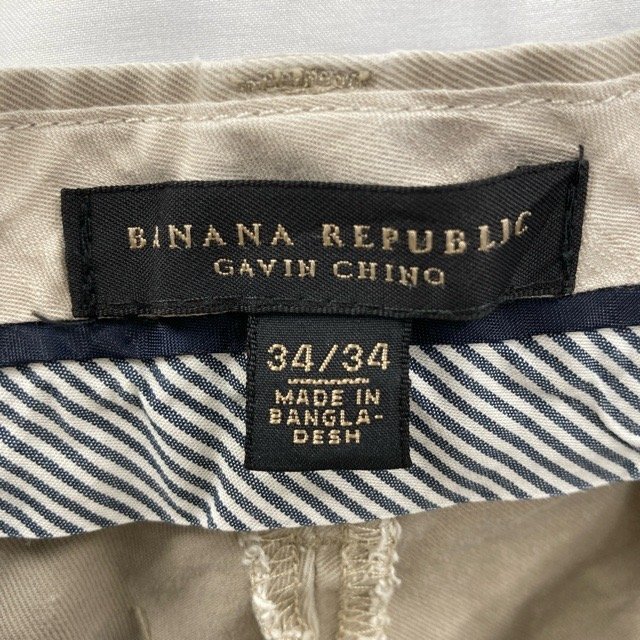 BANANA REPUBLIC
GAVIN CHINO
34/34
MADE IN
BANGLA-
DESH